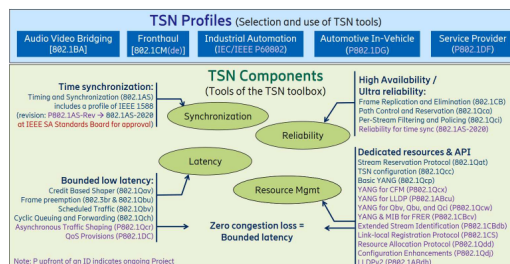 TSN Profiles (Selection and use of TSN tools)
Audio Video Bridging
[802.1BA]
Fronthaul
[802.1CM(de)]
Industrial Automation
(IEC/IEEE P60802)
Automotive In-Vehicle
(P802.1DG)
Service Provider
(P802.1DF)
TSN Components
(Tools of the TSN toolbox)
Time synchronization:
Timing and Synchronization (802.1AS)
includes a profile of IEEE 1588
(revision: P802.1AS-Rev → 802.1AS-2020
at IEEE SA Standards Board for approval)
Synchronization
High Availability /
Ultra reliability:
Frame Replication and Elimination (802.1CB)
Path Control and Reservation (802.1Qca)
Per-Stream Filtering and Policing (802.1Qci)
Reliability for time sync (802.1AS-2020)
Reliability
Latency
Bounded low latency:
Credit Based Shaper (802.1Qav)
Frame preemption (802.3br & 802.1Qbu)
Scheduled Traffic (802.1Qbv)
Cyclic Queuing and Forwarding (802.1Qch)
Asynchronous Traffic Shaping (P802.1Qcr)
QoS Provisions (P802.1DC)
Resource Mgmt
Dedicated resources & API
Stream Reservation Protocol (802.1Qat)
TSN configuration (802.1Qcc)
Basic YANG (802.1Qcp)
YANG for CFM (P802.1Qcx)
YANG for LLDP (P802.1ABcu)
YANG for Qbv, Qbu, and Qci (P802.1Qcw)
YANG & MIB for FRER (P802.1CBcv)
Extended Stream Identification (P802.1CBdb)
Link-local Registration Protocol (P802.1CS)
Resource Allocation Protocol (P802.1Qdd)
Configuration Enhancements (P802.1Qdj)
LLDPv2 (P802.1ABdh)
Zero congestion loss =
Bounded latency
Note: P upfront of an ID indicates ongoing Project